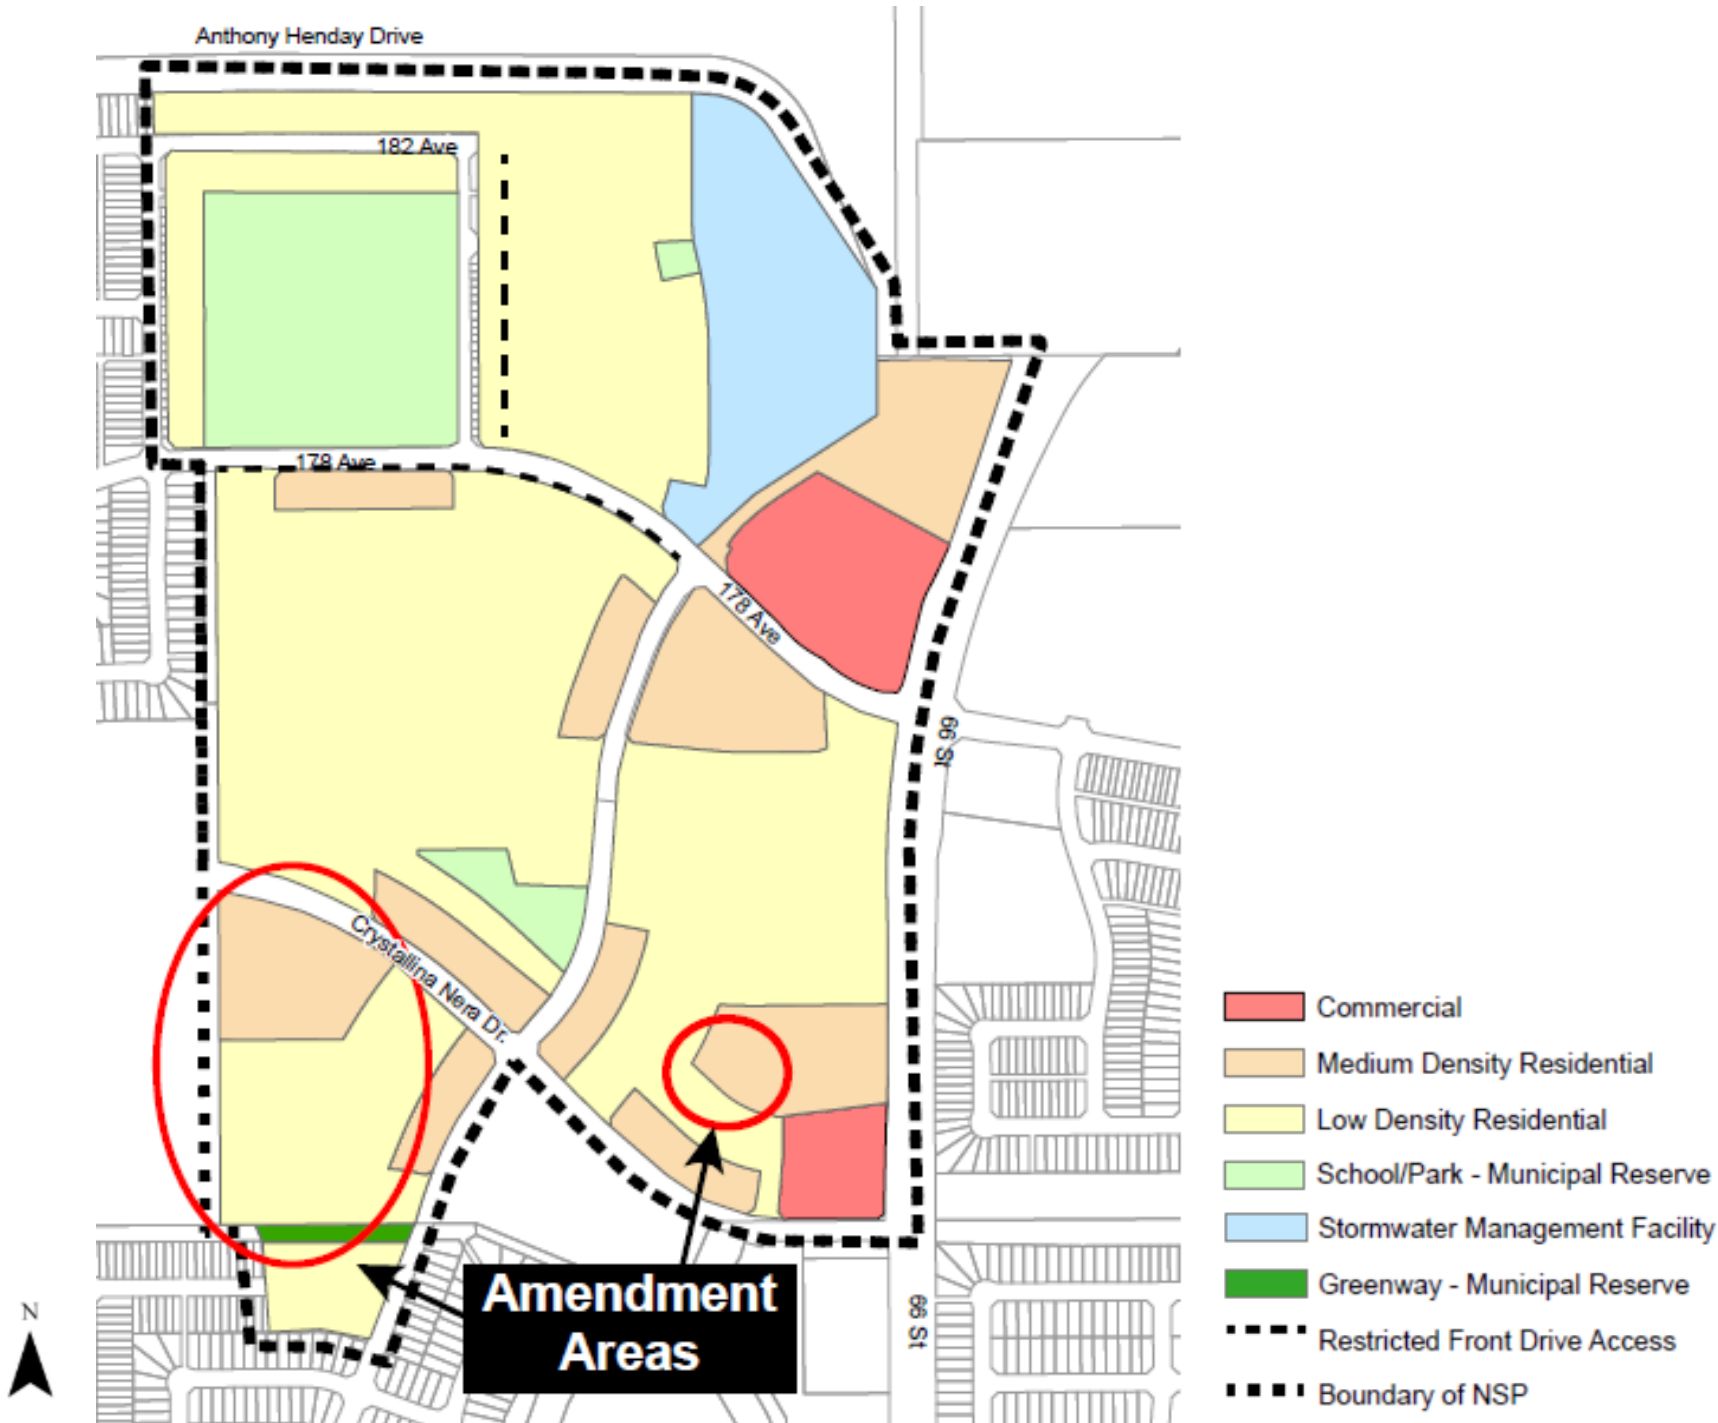 Anthony Henday Drive
182 Ave
178 Ave
178 Ave
66 St
Crystallina Nera Dr.
Amendment
Areas
66 St
N
Commercial
Medium Density Residential
Low Density Residential
School/Park - Municipal Reserve
Stormwater Management Facility
Greenway - Municipal Reserve
Restricted Front Drive Access
Boundary of NSP